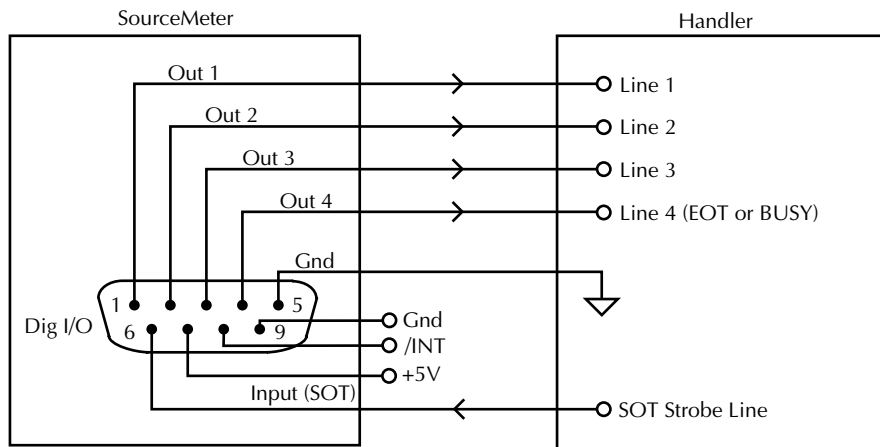 SourceMeter
Handler
Out 1
Line 1
Out 2
Line 2
Out 3
Line 3
Out 4
Line 4 (EOT or BUSY)
Gnd
1
5
Dig I/O
6
9
Gnd
/INT
+5V
Input (SOT)
SOT Strobe Line